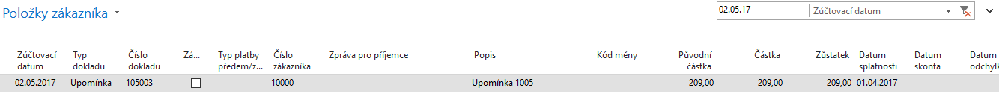 Položky zákazníka
02.05.17 Zúčtovací datum
Zúčtovací datum Typ dokladu Číslo dokladu Zá... Typ platby předem/z... Číslo zákazníka Zpráva pro příjemce Popis Kód měny Původní částka Částka Zůstatek Datum splatnosti Datum skonta Datum odchylk
02.05.2017 Upomínka 105003 10000 Upomínka 1005 209,00 209,00 209,00 01.04.2017